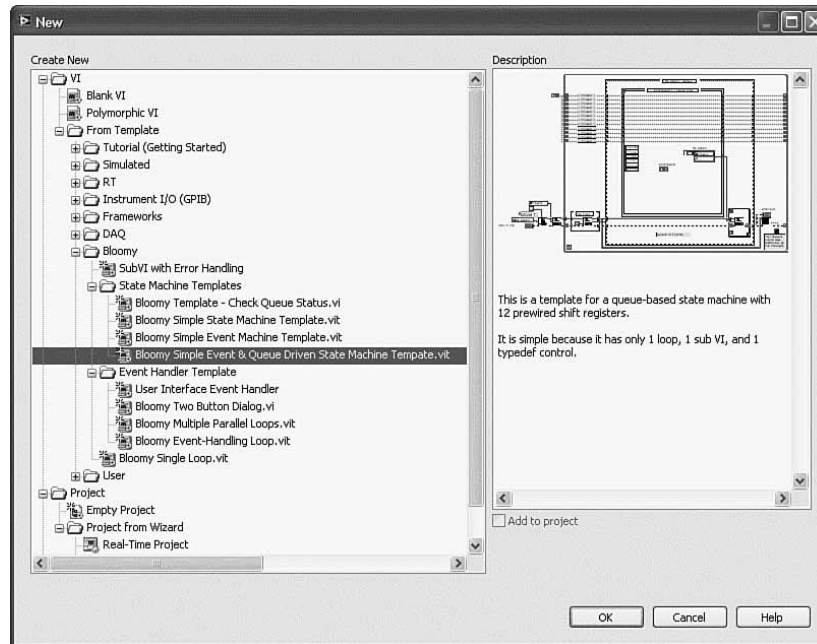 New
Create New
VI
Blank VI
Polymorphic VI
From Template
Tutorial (Getting Started)
Simulated
RT
Instrument I/O (GPIB)
Frameworks
DAQ
Bloomy
SubVI with Error Handling
State Machine Templates
Bloomy Template - Check Queue Status.vi
Bloomy Simple State Machine Template.vit
Bloomy Simple Event Machine Template.vit
Bloomy Simple Event & Queue Driven State Machine Tempate.vit
Event Handler Template
User Interface Event Handler
Bloomy Two Button Dialog.vi
Bloomy Multiple Parallel Loops.vit
Bloomy Event-Handling Loop.vit
Bloomy Single Loop.vit
User
Project
Empty Project
Project from Wizard
Real-Time Project
Description
This is a template for a queue-based state machine with
12 prewired shift registers.
It is simple because it has only 1 loop, 1 sub VI, and 1
typedef control.
Add to project
OK
Cancel
Help